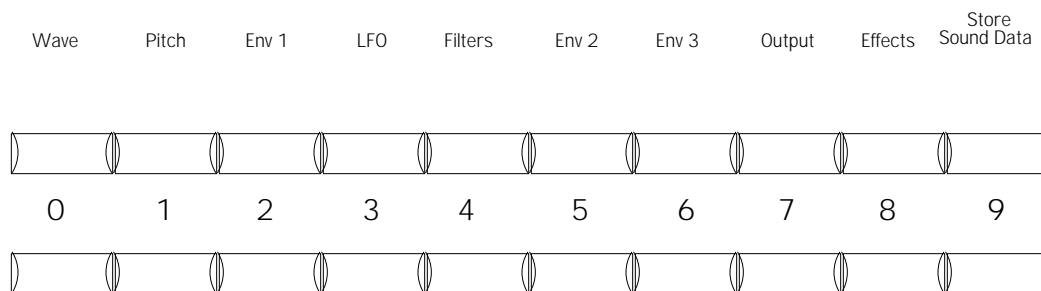 Wave Pitch Env 1 LFO Filters Env 2 Env 3 Output Effects Store
Sound Data
0 1 2 3 4 5 6 7 8 9